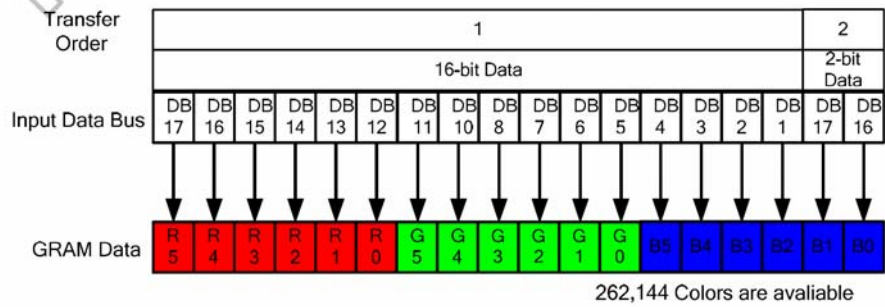 Transfer Order 1 2
16-bit Data 2-bit Data
Input Data Bus DB 17 DB 16 DB 15 DB 14 DB 13 DB 12 DB 11 DB 10 DB 8 DB 7 DB 6 DB 5 DB 4 DB 3 DB 2 DB 1 DB 17 DB 16
GRAM Data R 5 R 4 R 3 R 2 R 1 R 0 G 5 G 4 G 3 G 2 G 1 G 0 B5 B4 B3 B2 B1 B0
262,144 Colors are avaliable